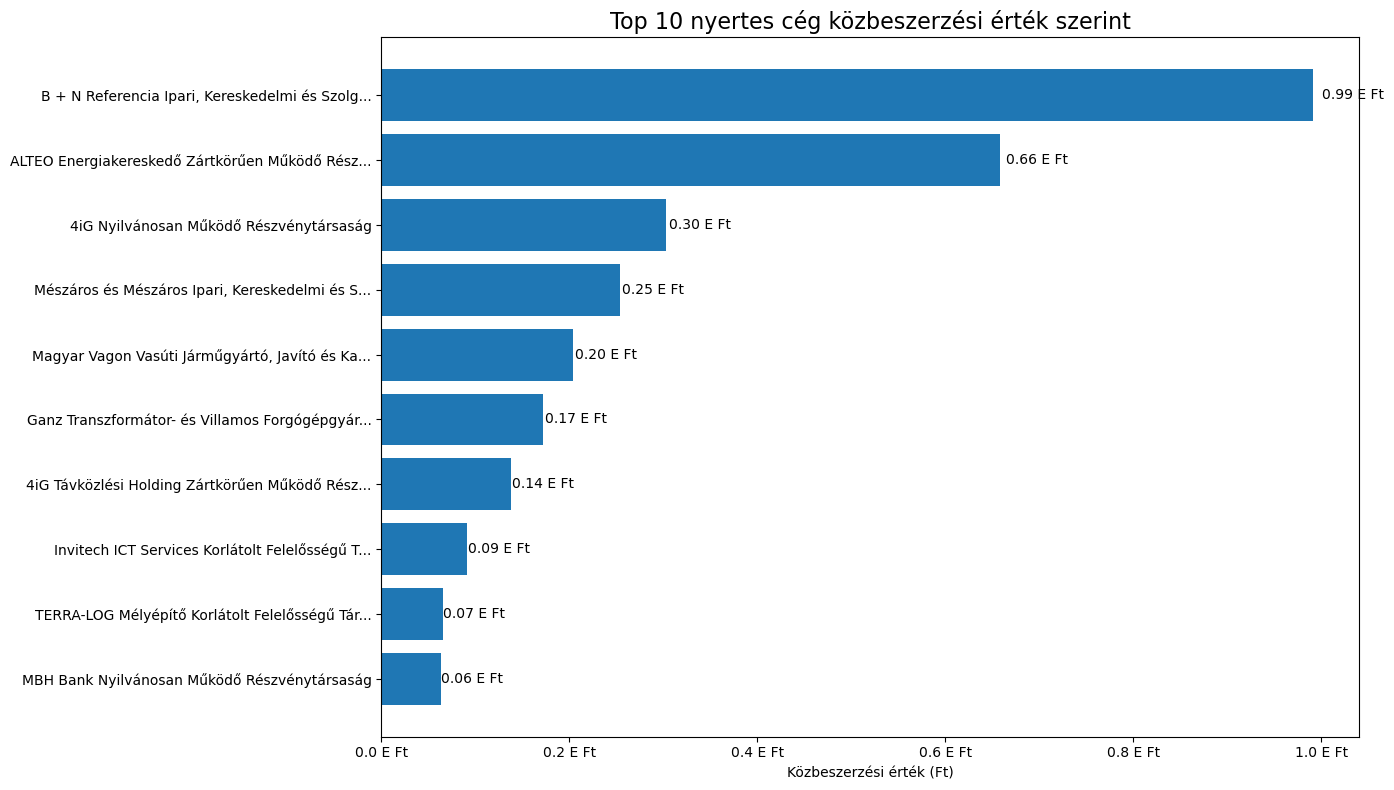 Top 10 nyertes cég közbeszerzési érték szerint
B + N Referencia Ipari, Kereskedelmi és Szolg...
0.99 E Ft
ALTEO Energiakereskedő Zártkörűen Működő Rész...
0.66 E Ft
4iG Nyilvánosan Működő Részvénytársaság
0.30 E Ft
Mészáros és Mészáros Ipari, Kereskedelmi és S...
0.25 E Ft
Magyar Vagon Vasúti Járműgyártó, Javító és Ka...
0.20 E Ft
Ganz Transzformátor- és Villamos Forgógépgyár...
0.17 E Ft
4iG Távközlési Holding Zártkörűen Működő Rész...
0.14 E Ft
Invitech ICT Services Korlátolt Felelősségű T...
0.09 E Ft
TERRA-LOG Mélyépítő Korlátolt Felelősségű Tár...
0.07 E Ft
MBH Bank Nyilvánosan Működő Részvénytársaság
0.06 E Ft
0.0 E Ft
0.2 E Ft
0.4 E Ft
0.6 E Ft
0.8 E Ft
1.0 E Ft
Közbeszerzési érték (Ft)